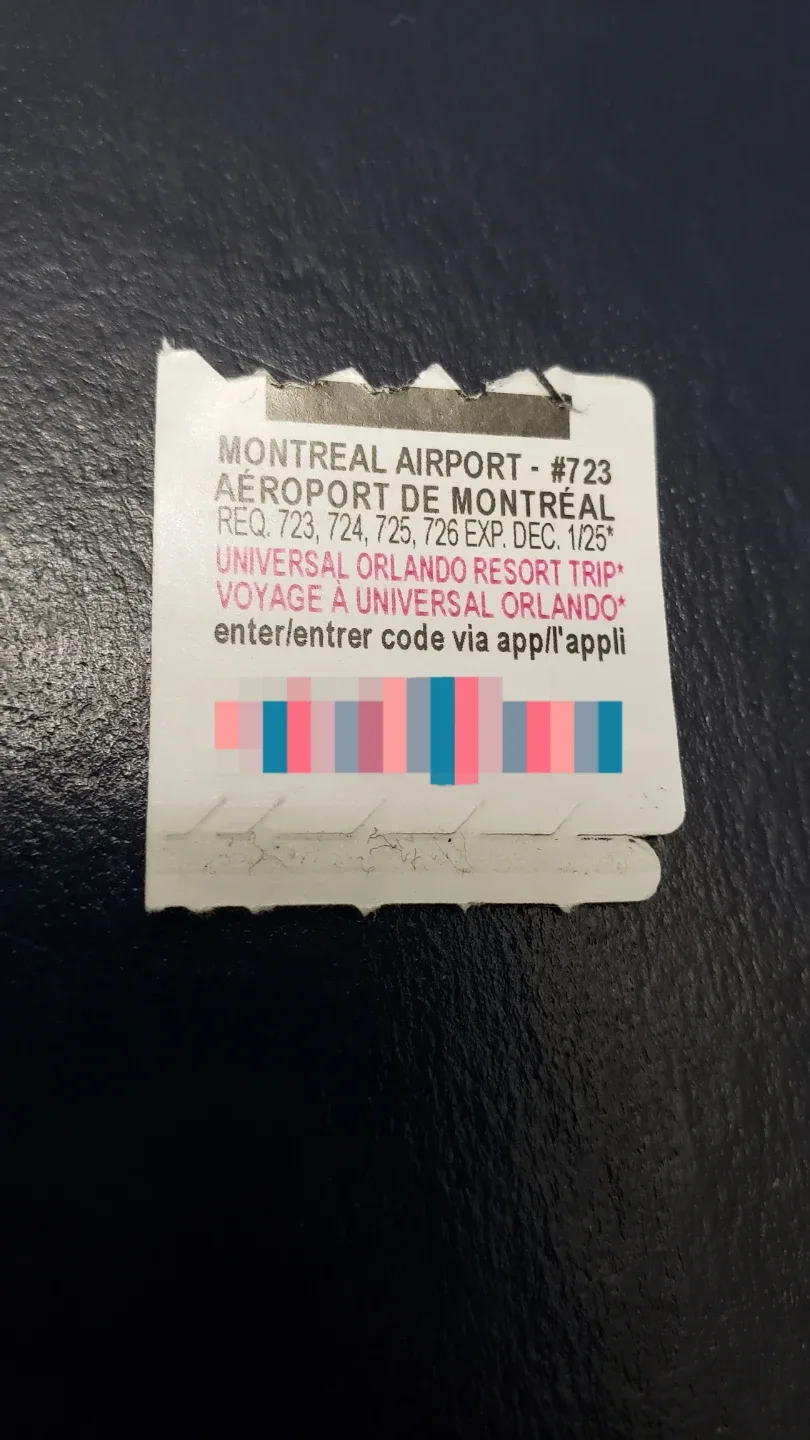 MONTREAL AIRPORT - #723
AÉROPORT DE MONTRÉAL
REQ. 723, 724, 725, 726 EXP. DEC. 1/25*
UNIVERSAL ORLANDO RESORT TRIP*
VOYAGE À UNIVERSAL ORLANDO*
enter/entrer code via app/l'appli